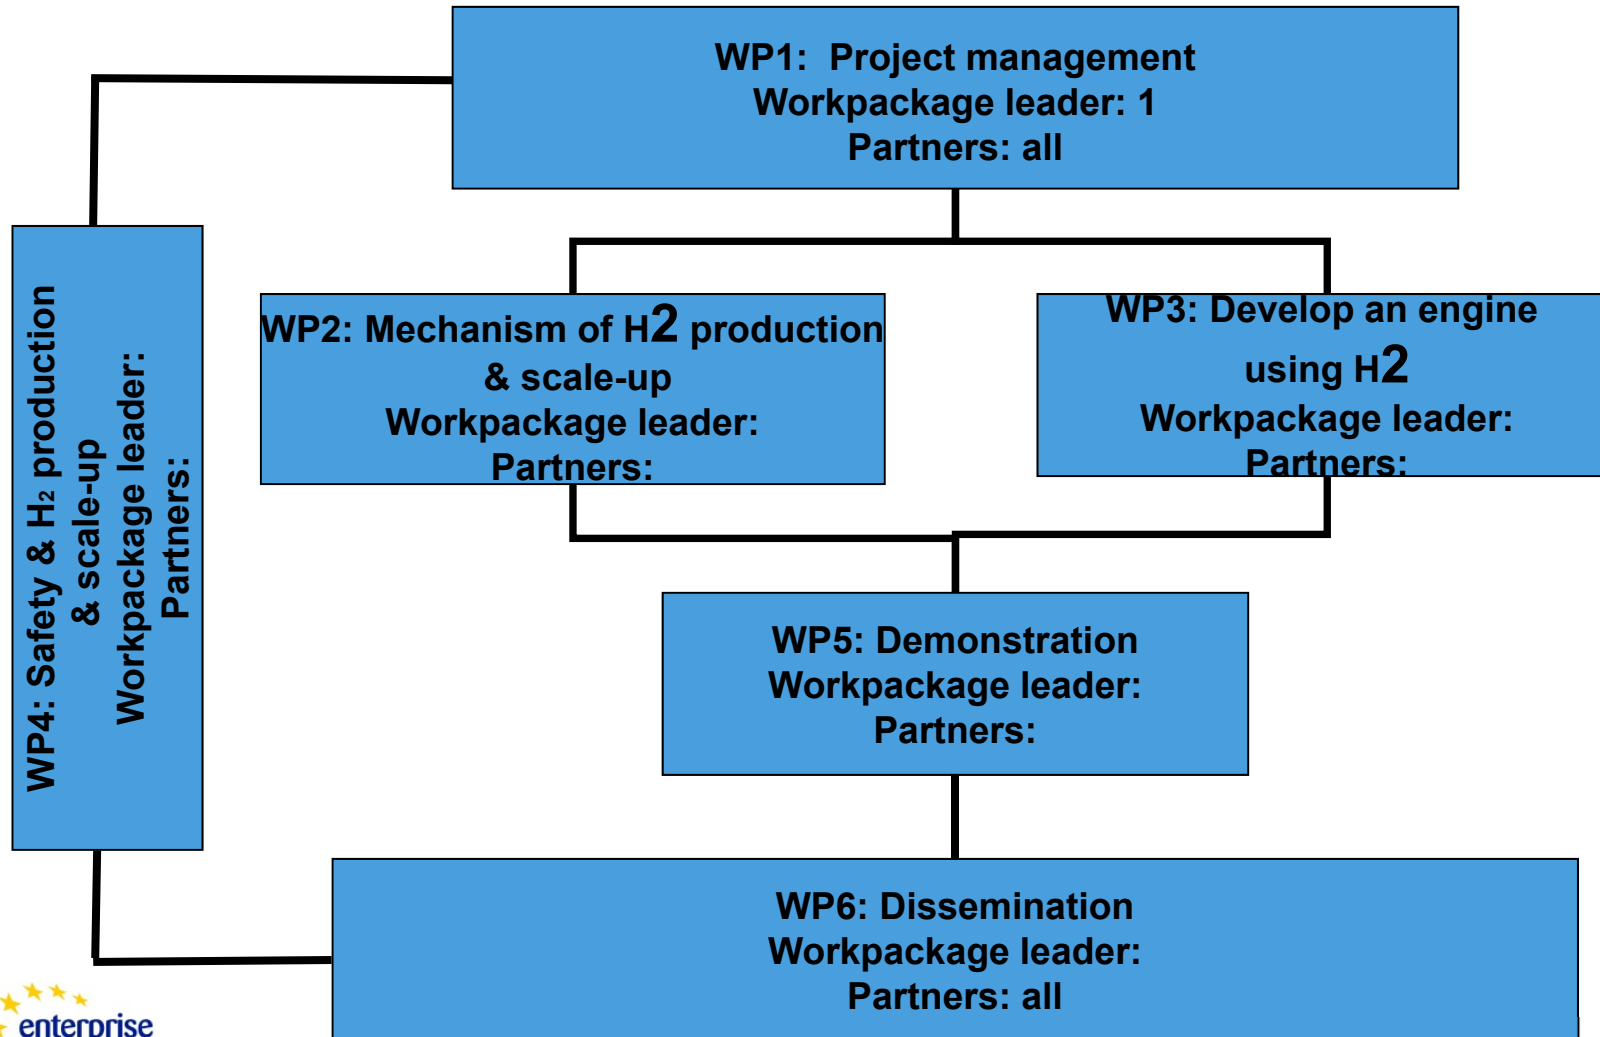 WP1: Project management
Workpackage leader: 1
Partners: all
WP4: Safety & H₂ production
& scale-up
Workpackage leader:
Partners:
WP2: Mechanism of H2 production
& scale-up
Workpackage leader:
Partners:
WP3: Develop an engine
using H2
Workpackage leader:
Partners:
WP5: Demonstration
Workpackage leader:
Partners:
WP6: Dissemination
Workpackage leader:
Partners: all
enterprise